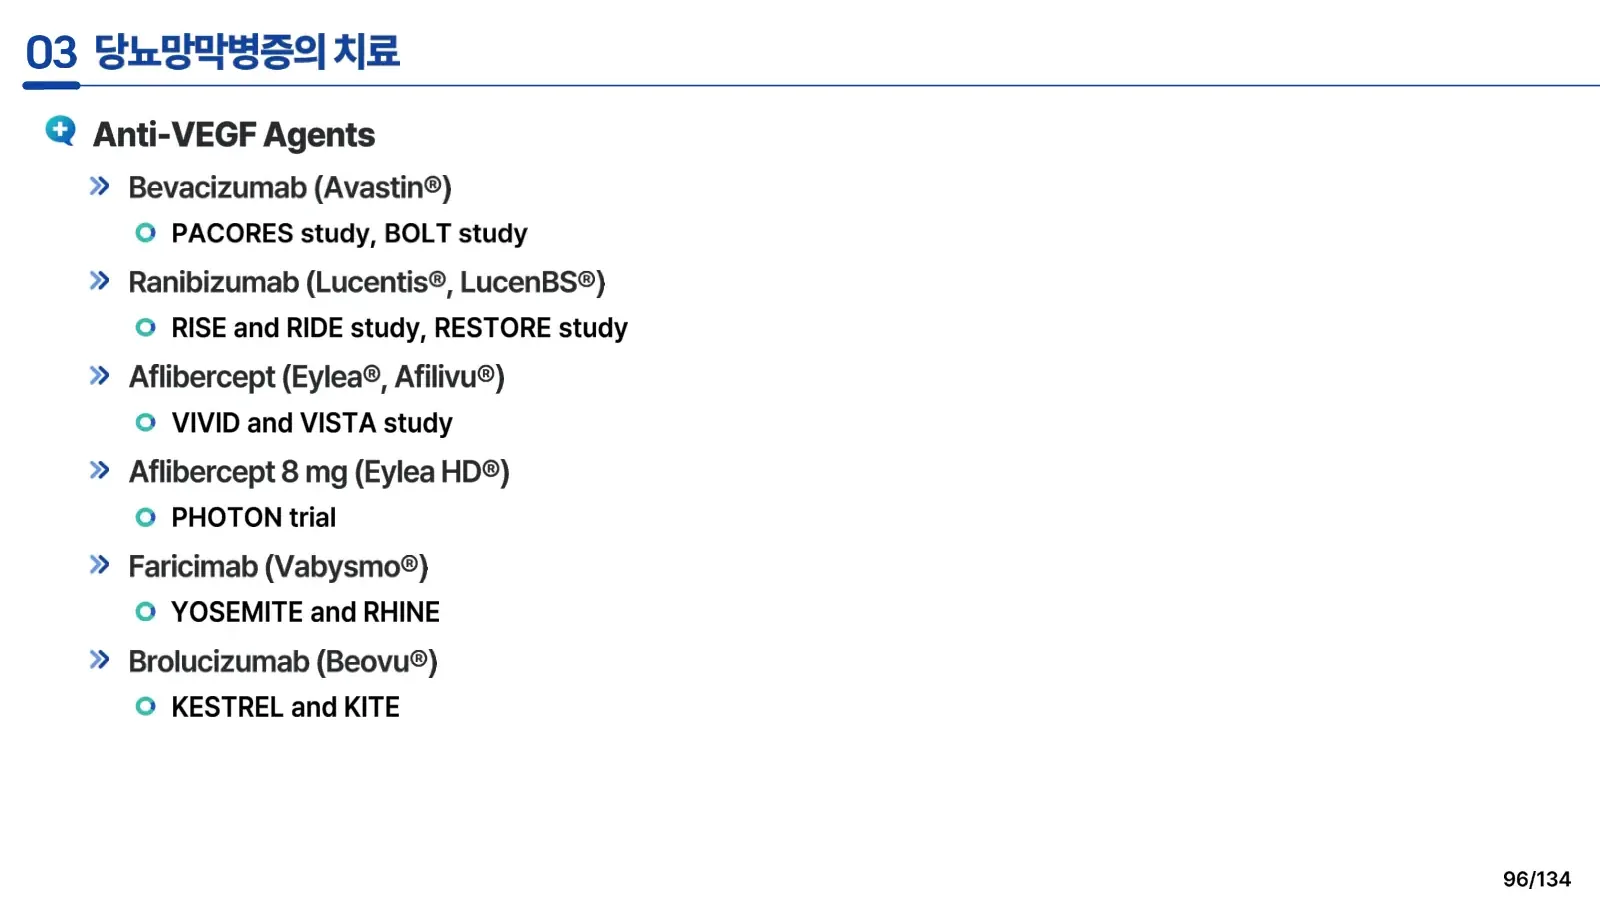 03 당뇨망막병증의 치료
Anti-VEGF Agents
Bevacizumab (Avastin®)
PACORES study, BOLT study
Ranibizumab (Lucentis®, LucenBS®)
RISE and RIDE study, RESTORE study
Aflibercept (Eylea®, Afilivu®)
VIVID and VISTA study
Aflibercept 8 mg (Eylea HD®)
PHOTON trial
Faricimab (Vabysmo®)
YOSEMITE and RHINE
Brolucizumab (Beovu®)
KESTREL and KITE
96/134